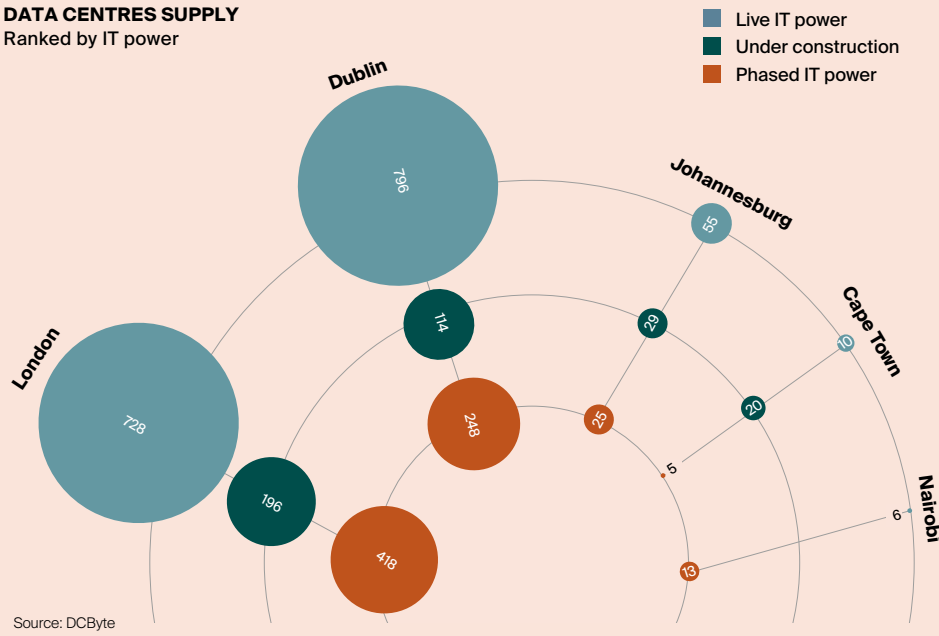 DATA CENTRES SUPPLY
Ranked by IT power
Live IT power
Under construction
Phased IT power
London
728
196
418
Dublin
796
114
248
Johannesburg
55
29
25
Cape Town
10
20
5
Nairobi
6
13
Source: DCByte